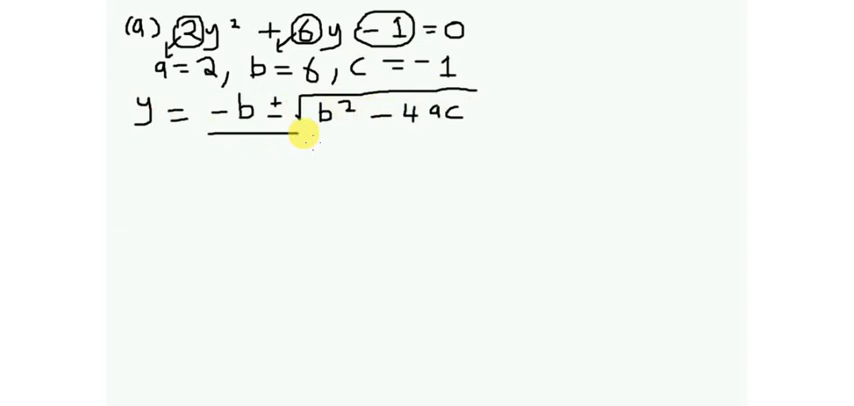 (a) 2y² + 6y - 1 = 0
a = 2, b = 6, c = -1
y = -b ± √b² - 4ac